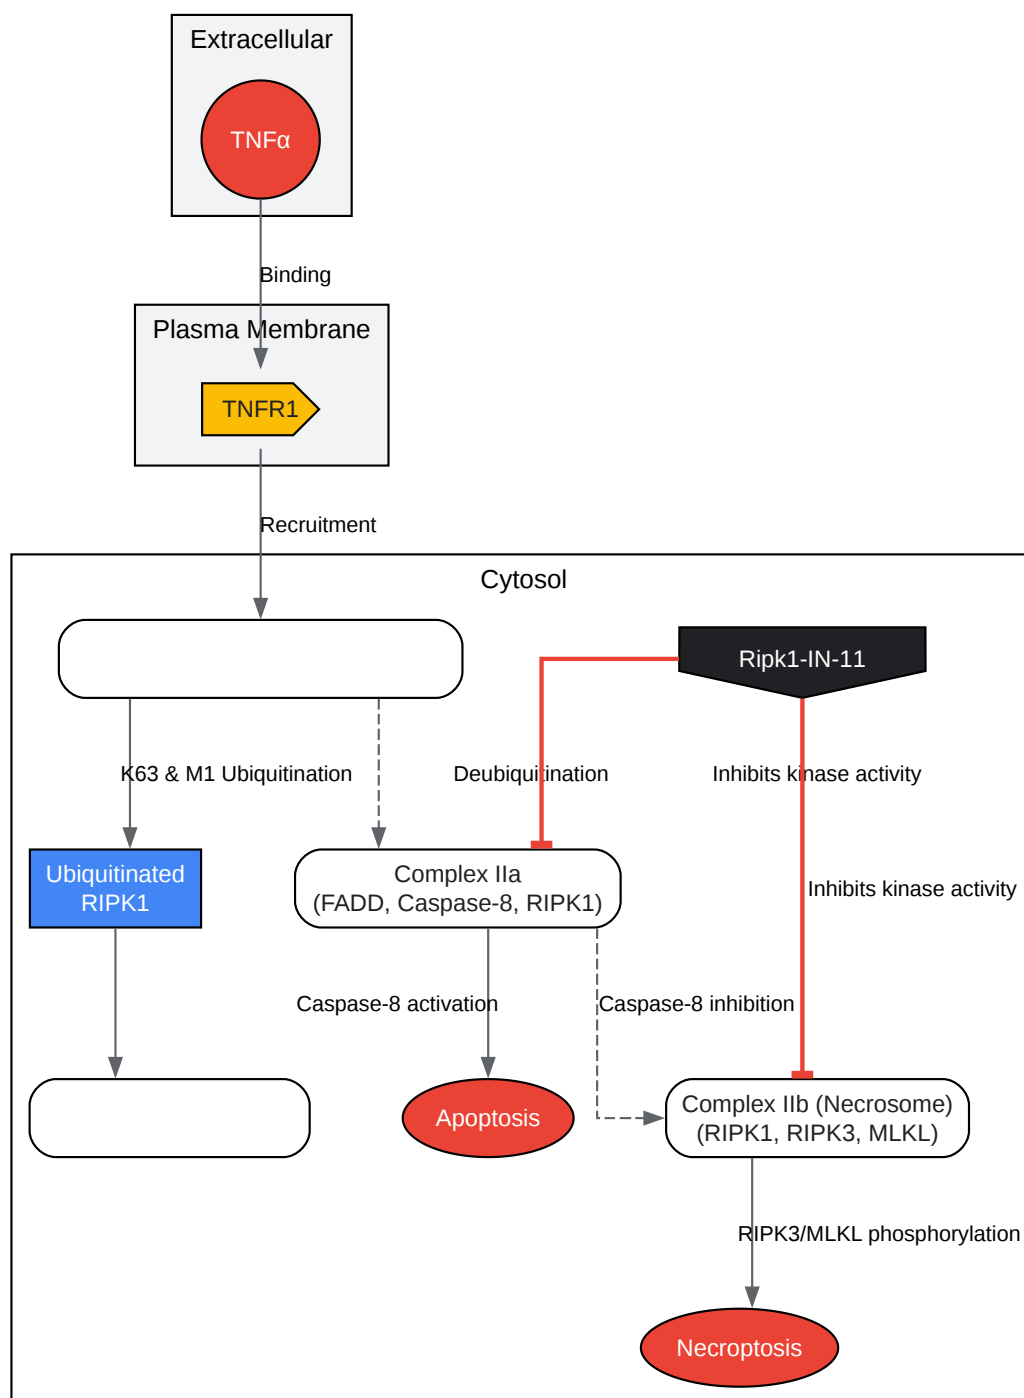 Extracellular
TNFα
Binding
Plasma Membrane
TNFR1
Recruitment
Cytosol
Ripk1-IN-11
K63 & M1 Ubiquitination
Deubiquitination
Inhibits kinase activity
Ubiquitinated
RIPK1
Complex IIa
(FADD, Caspase-8, RIPK1)
Inhibits kinase activity
Caspase-8 activation
Caspase-8 inhibition
Apoptosis
Complex IIb (Necrosome)
(RIPK1, RIPK3, MLKL)
RIPK3/MLKL phosphorylation
Necroptosis